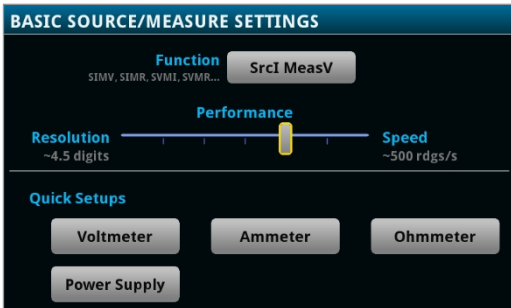 BASIC SOURCE/MEASURE SETTINGS
Function
SrcI MeasV
SIMV, SIMR, SVMI, SVMR...
Performance
Resolution
Speed
~4.5 digits
~500 rdgs/s
Quick Setups
Voltmeter
Ammeter
Ohmmeter
Power Supply